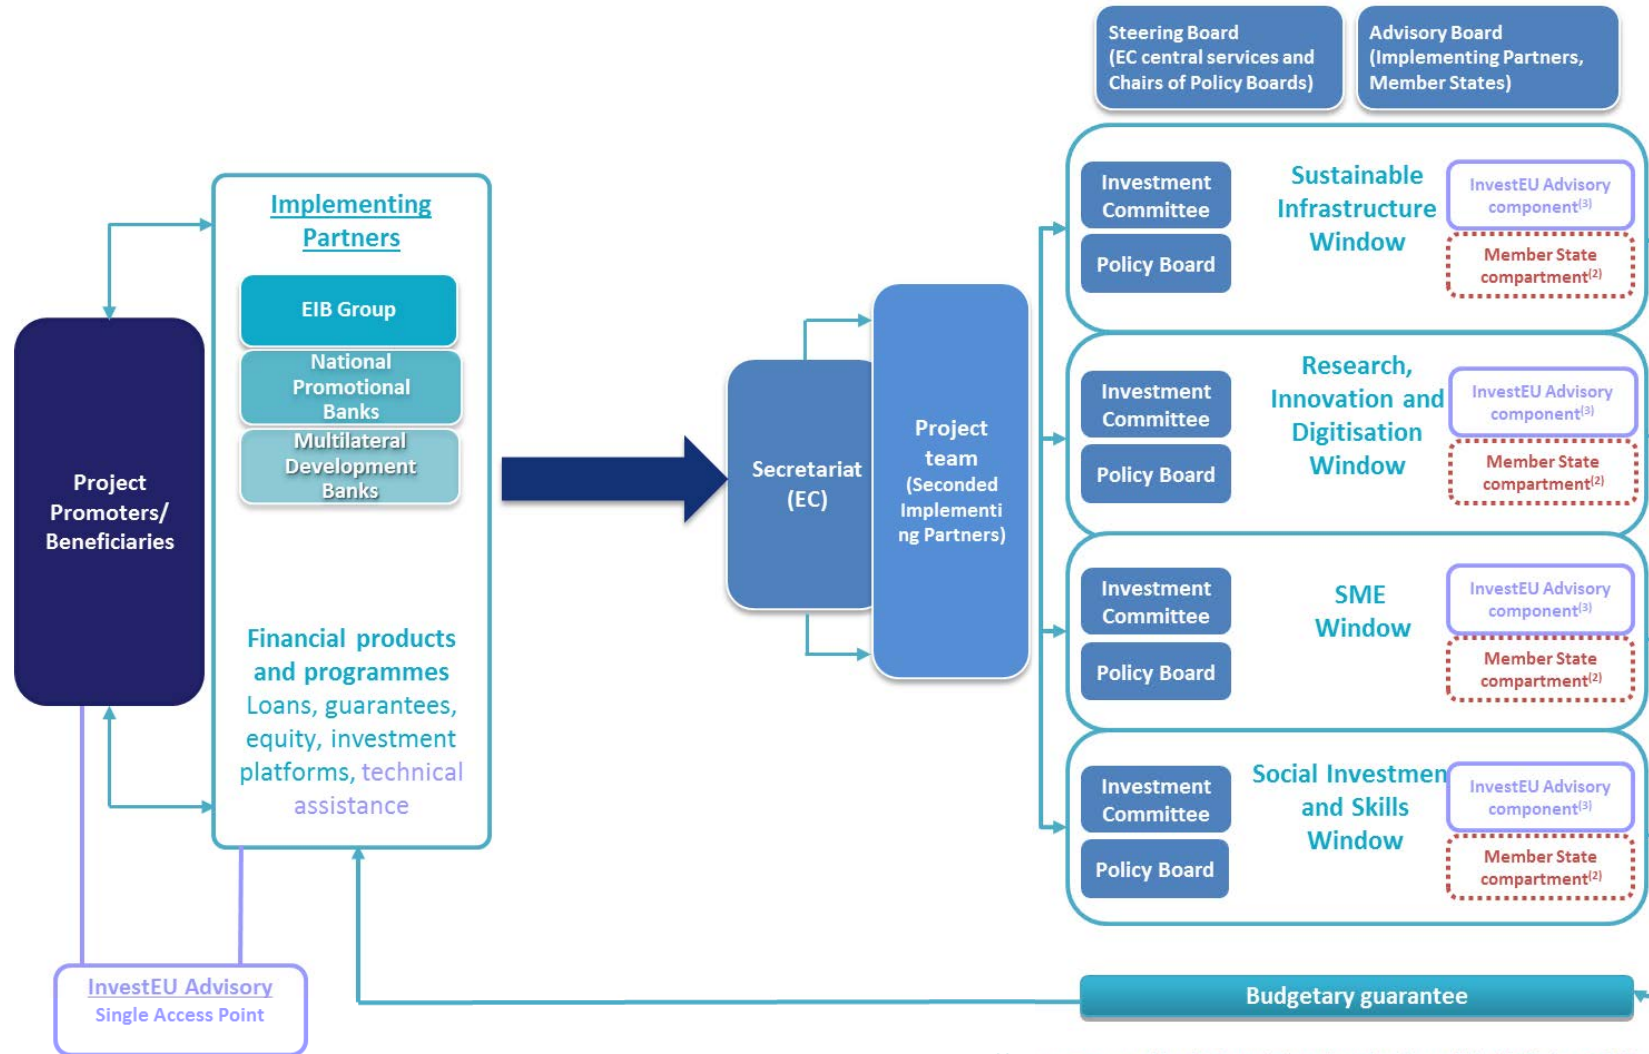 Steering Board
(EC central services and
Chairs of Policy Boards)
Advisory Board
(Implementing Partners,
Member States)
Implementing
Partners
EIB Group
National
Promotional
Banks
Multilateral
Development
Banks
Financial products
and programmes
Loans, guarantees,
equity, investment
platforms, technical
assistance
Project
Promoters/
Beneficiaries
InvestEU Advisory
Single Access Point
Secretariat
(EC)
Project
team
(Seconded
Implementi
ng Partners)
Investment
Committee
Policy Board
Sustainable
Infrastructure
Window
InvestEU Advisory
component(3)
Member State
compartment(2)
Investment
Committee
Policy Board
Research,
Innovation and
Digitisation
Window
InvestEU Advisory
component(3)
Member State
compartment(2)
Investment
Committee
Policy Board
SME
Window
InvestEU Advisory
component(3)
Member State
compartment(2)
Investment
Committee
Policy Board
Social Investmen
and Skills
Window
InvestEU Advisory
component(3)
Member State
compartment(2)
Budgetary guarantee